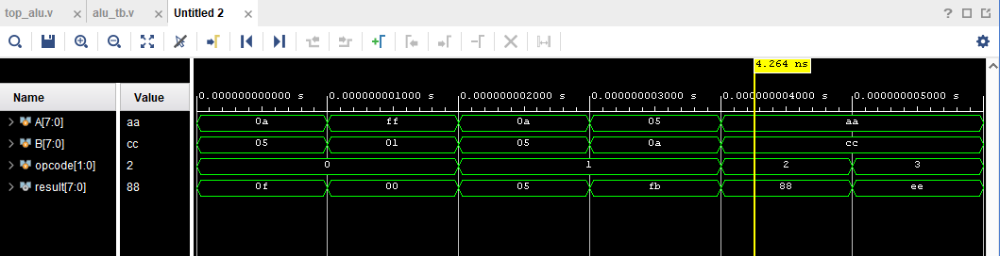 top_alu.v × alu_tb.v × Untitled 2 ×
? 
4.264 ns
Name Value
0.000000000000 s 0.000000001000 s 0.000000002000 s 0.000000003000 s 0.000000004000 s 0.000000005000 s
A[7:0] aa 0a ff 0a 05 aa
B[7:0] cc 05 01 05 0a cc
opcode[1:0] 2 0 1 2 3
result[7:0] 88 0f 00 05 fb 88 ee